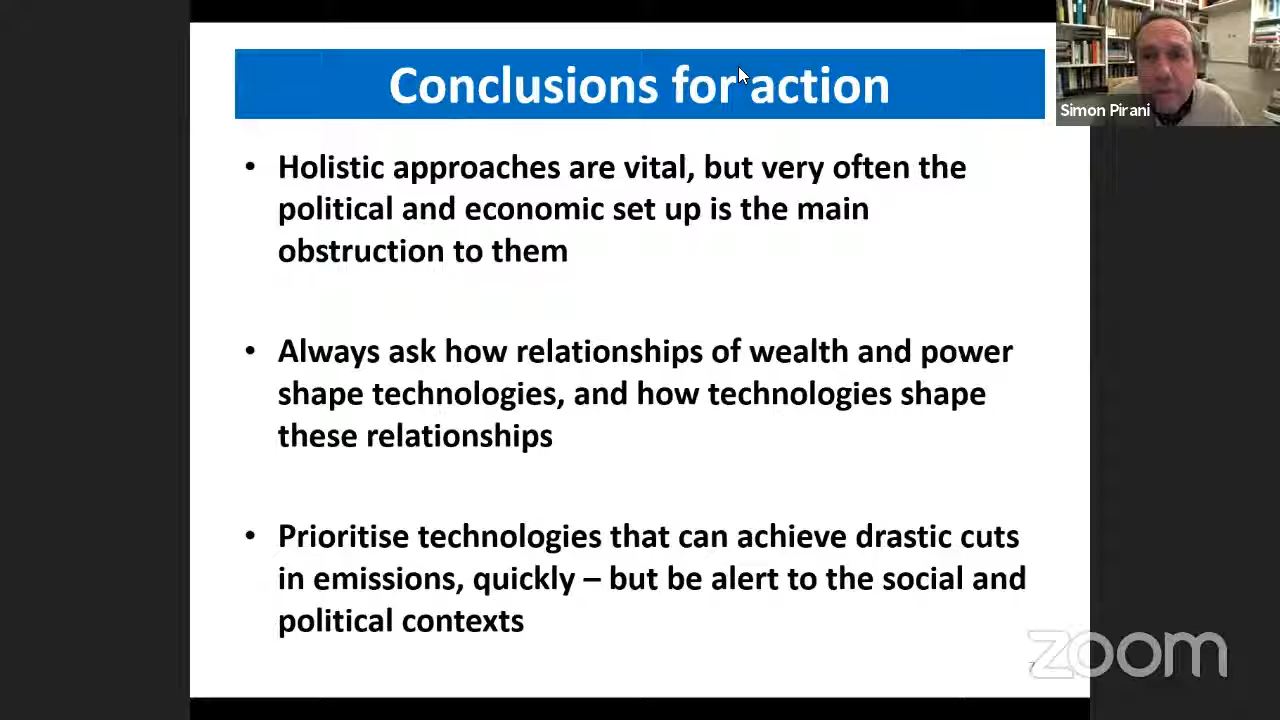 Conclusions for action
Simon Pirani
• Holistic approaches are vital, but very often the
political and economic set up is the main
obstruction to them
• Always ask how relationships of wealth and power
shape technologies, and how technologies shape
these relationships
• Prioritise technologies that can achieve drastic cuts
in emissions, quickly – but be alert to the social and
political contexts
zoom